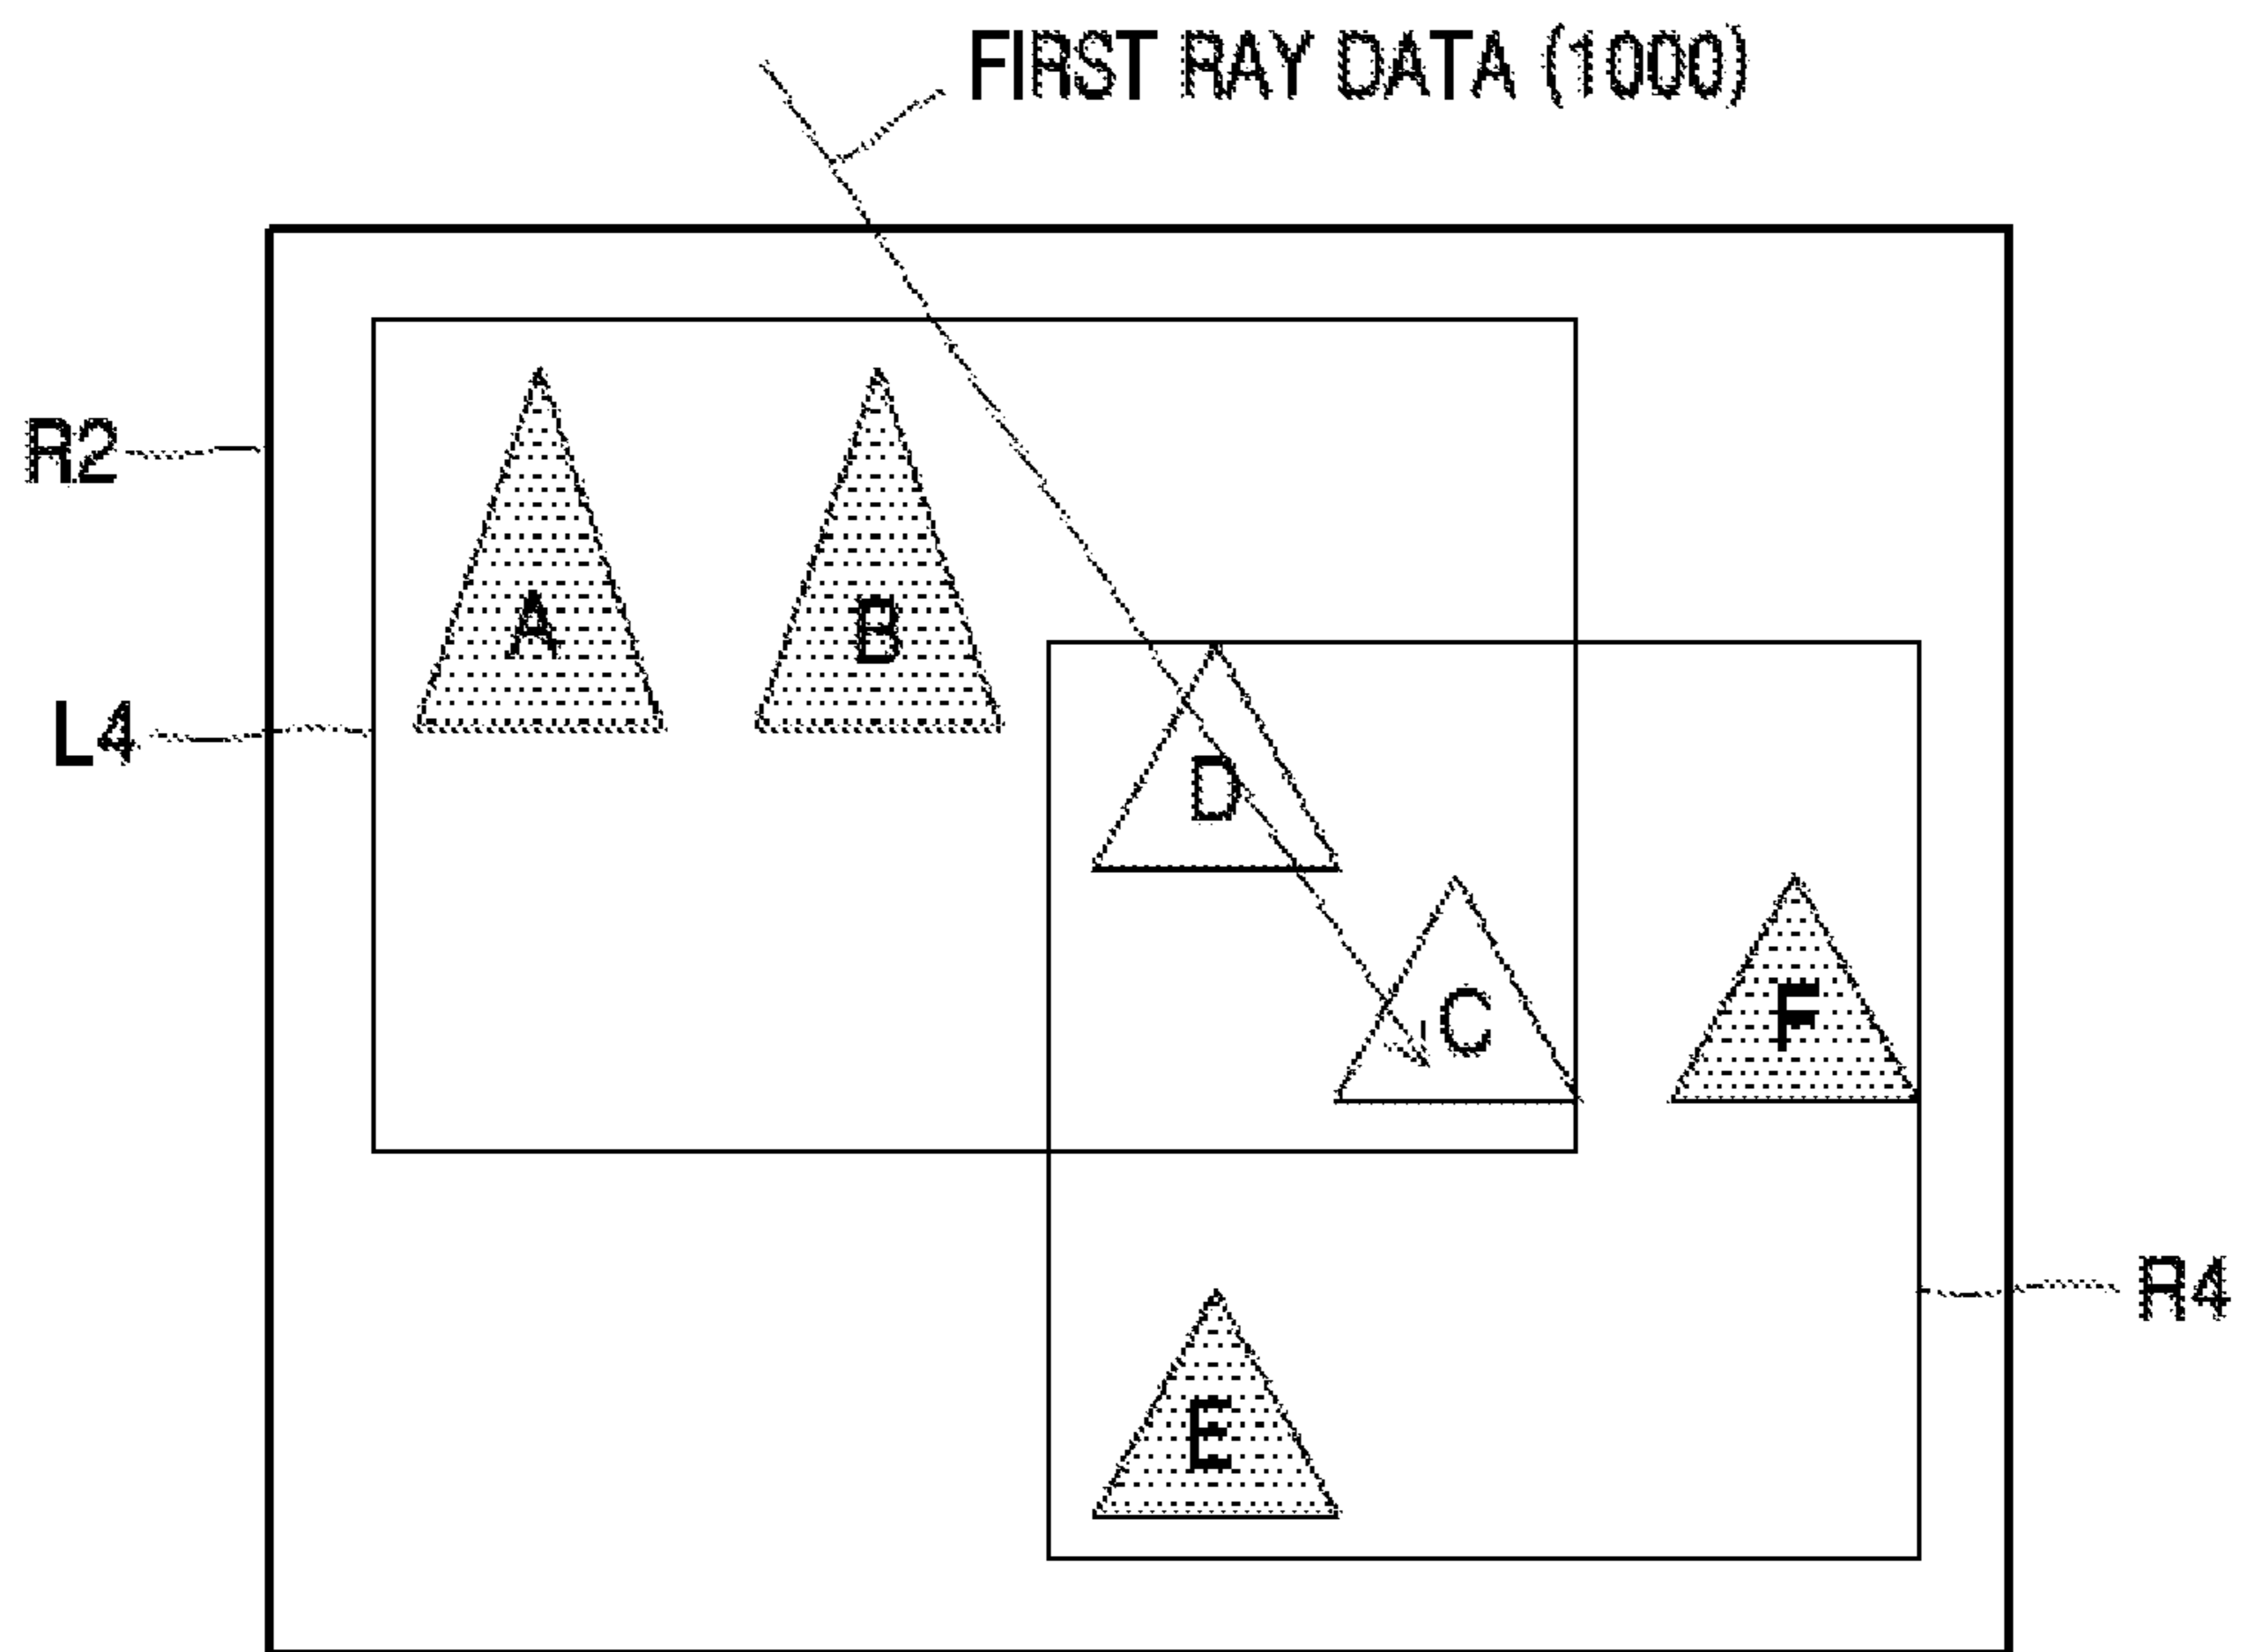 FIRST RAY DATA (1000)
R2
A
B
L4
D
C
F
R4
E